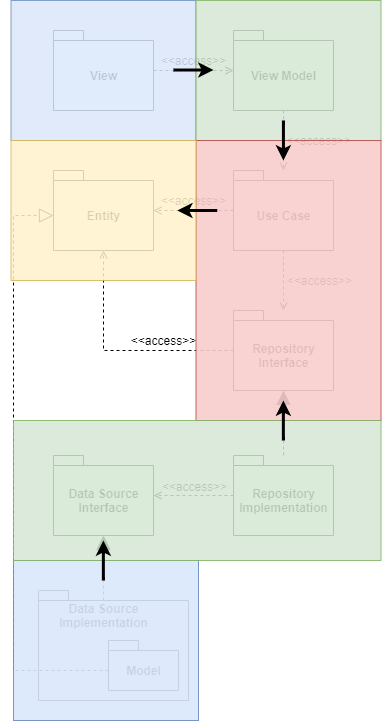 <<access>>
View
View Model
<<access>>
<<access>>
Entity
Use Case
<<access>>
<<access>>
Repository
Interface
<<access>>
Data Source
Interface
Repository
Implementation
Data Source
Implementation
Model